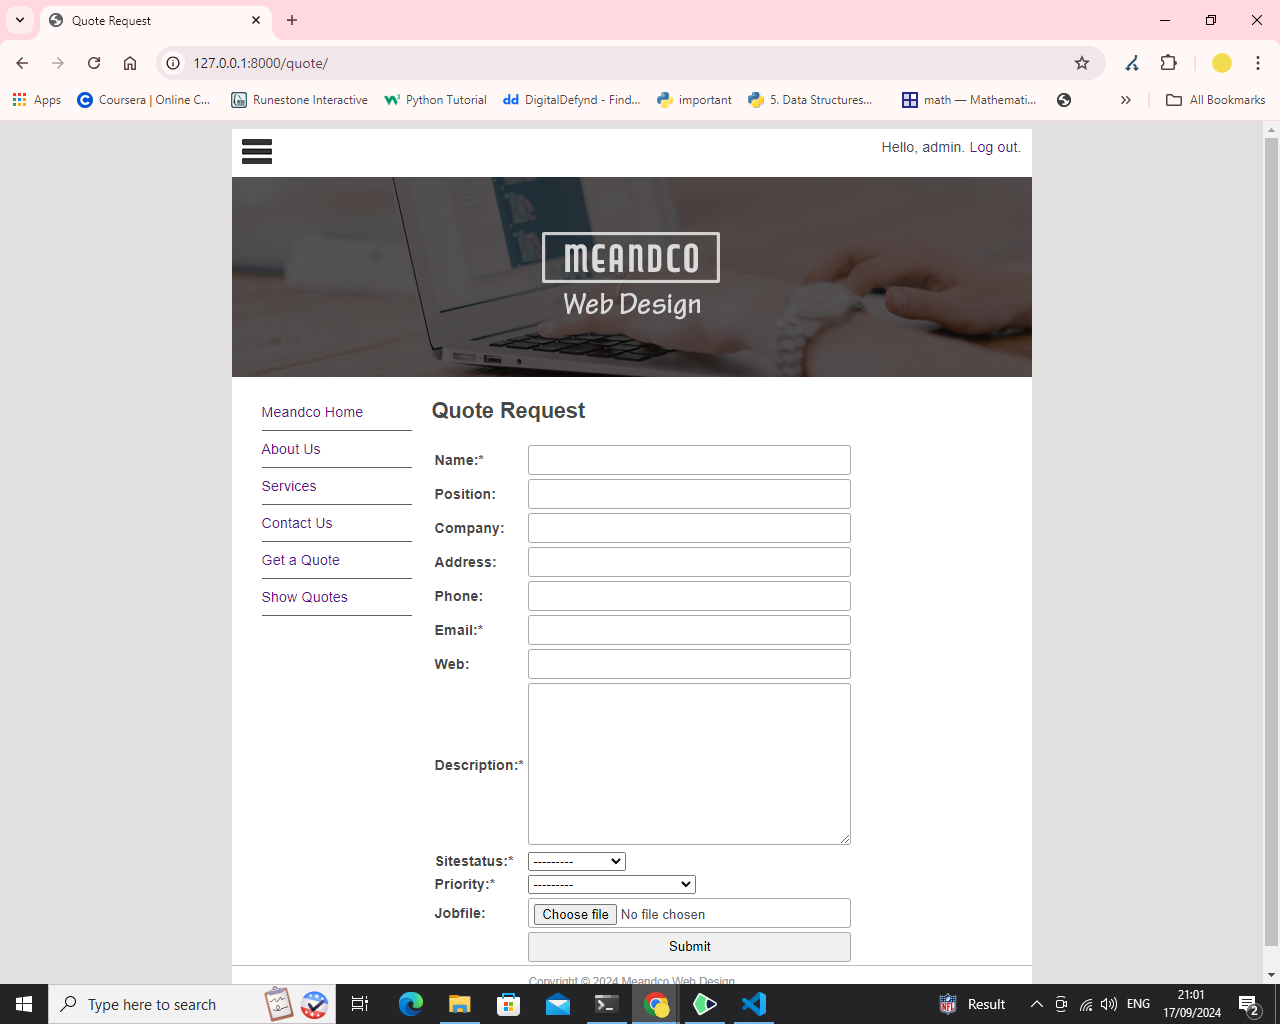 Quote Request
127.0.0.1:8000/quote/
Apps
Coursera | Online C...
Runestone Interactive
Python Tutorial
dd DigitalDefynd - Find...
important
5. Data Structures...
math — Mathemati...
All Bookmarks
Hello, admin. Log out.
MEANDCO
Web Design
Meandco Home
About Us
Services
Contact Us
Get a Quote
Show Quotes
Quote Request
Name:*
Position:
Company:
Address:
Phone:
Email:*
Web:
Description:*
Sitestatus:* ---------
Priority:* ---------
Jobfile: Choose file No file chosen
Submit
Copyright © 2024 Meandco Web Design
Type here to search
Result
ENG
21:01
17/09/2024
2